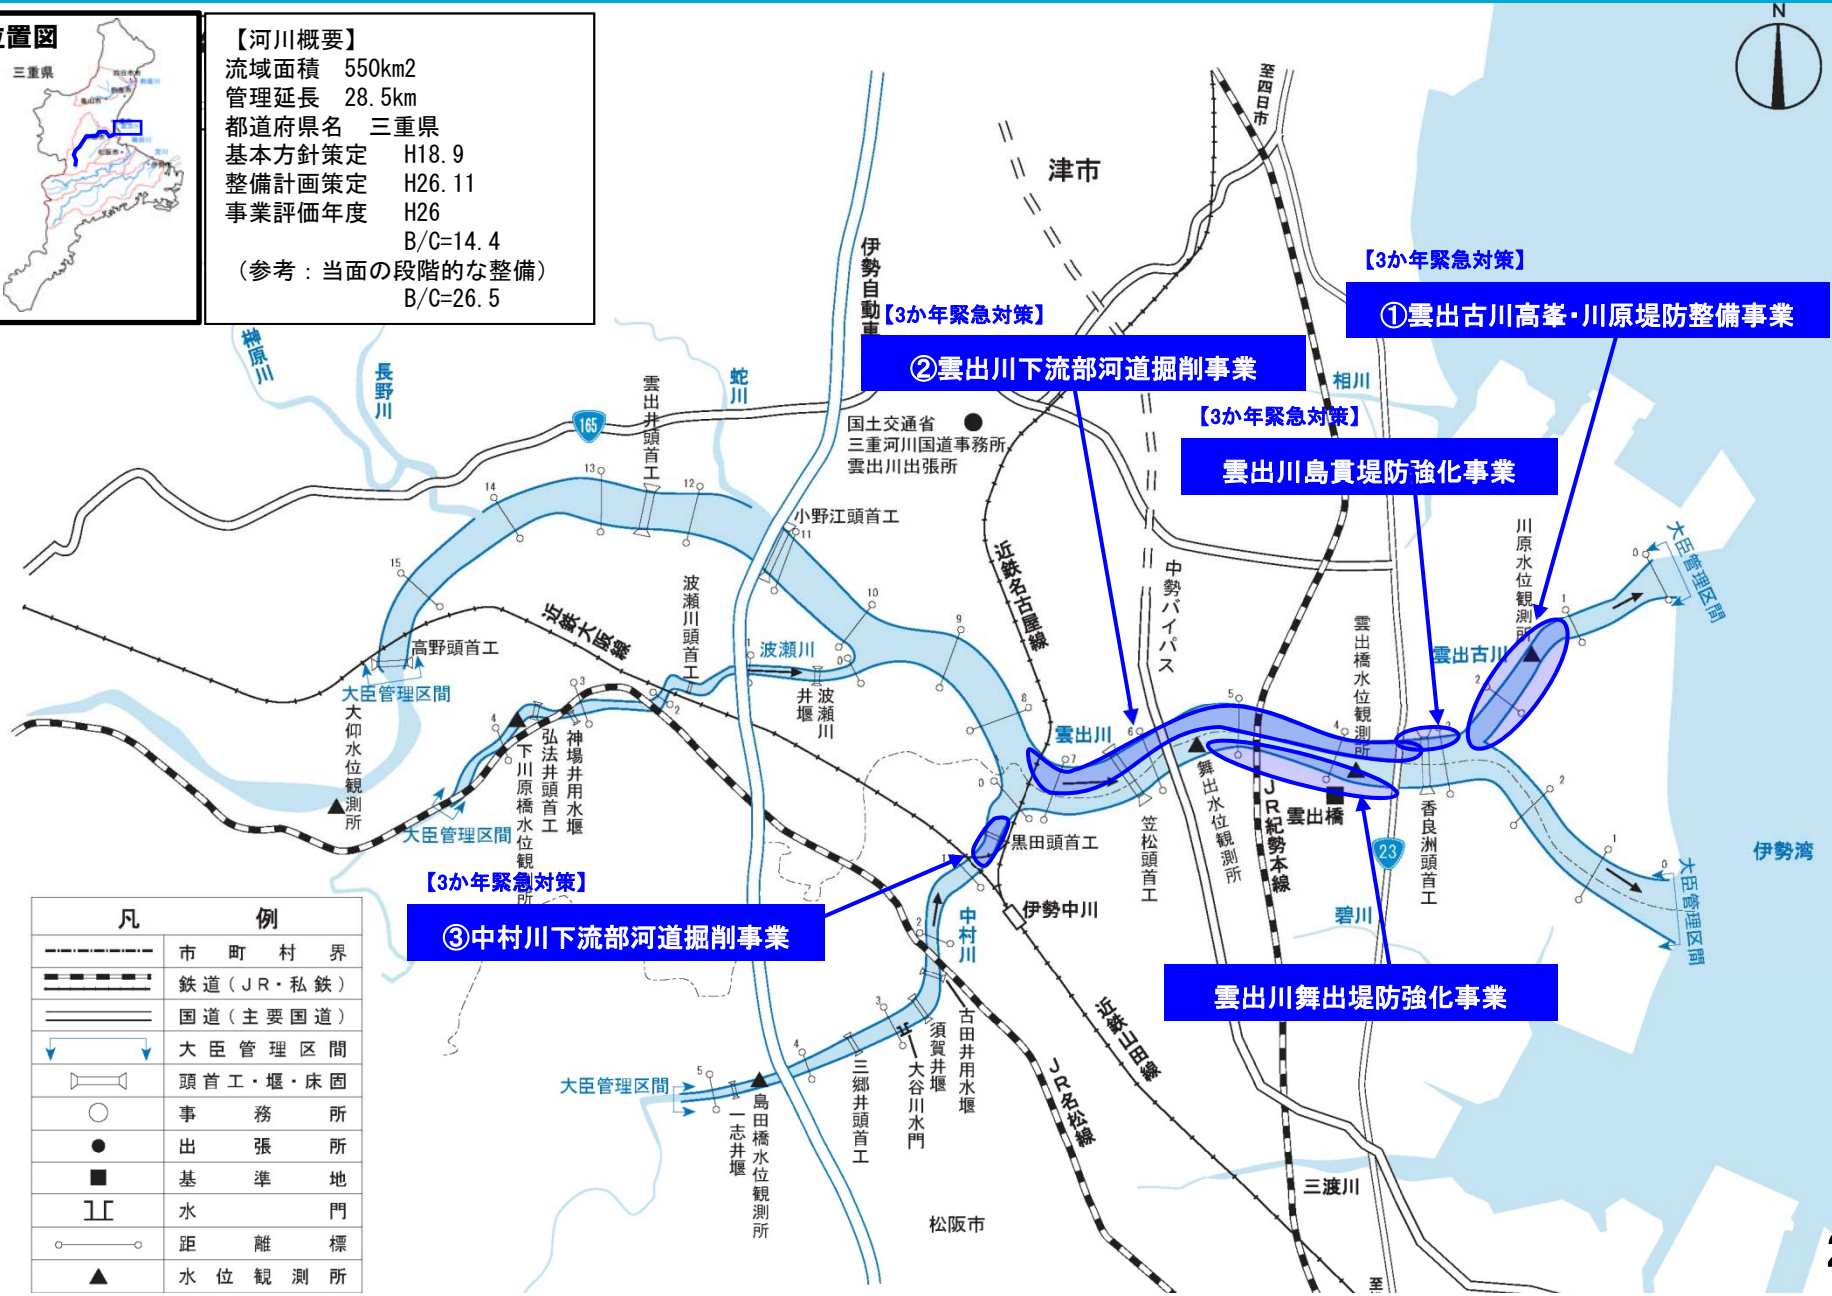 位置図
三重県
【河川概要】
流域面積　550km2
管理延長　28.5km
都道府県名　三重県
基本方針策定　H18.9
整備計画策定　H26.11
事業評価年度　H26
B/C=14.4
（参考：当面の段階的な整備）
B/C=26.5
N
至四日市
津市
伊勢自動車
【3か年緊急対策】
①雲出古川高峯・川原堤防整備事業
【3か年緊急対策】
②雲出川下流部河道掘削事業
【3か年緊急対策】
雲出川島貫堤防強化事業
相川
榊原川
長野川
蛇川
165
雲出井頭首工
国土交通省
三重河川国道事務所
雲出川出張所
15
14
13
12
11
10
9
8
7
6
5
4
3
2
1
0
小野江頭首工
近鉄名古屋線
中勢バイパス
川原水位観測所
大臣管理区間
雲出古川
雲出橋水位観測所
近鉄大阪線
波瀬川頭首工
波瀬川
波瀬川
井堰
高野頭首工
大臣管理区間
大仰水位観測所
下川原橋水位観測所
弘法井頭首工
神場井用水堰
大臣管理区間
雲出川
舞出水位観測所
笠松頭首工
JR紀勢本線
雲出橋
23
香良洲頭首工
伊勢湾
大臣管理区間
碧川
黒田頭首工
【3か年緊急対策】
③中村川下流部河道掘削事業
伊勢中川
中村川
雲出川舞出堤防強化事業
近鉄山田線
JR名松線
古田井用水堰
須賀井堰
大谷川水門
三郷井頭首工
島田橋水位観測所
一志井堰
大臣管理区間
松阪市
三渡川
至
凡例
市町村界
鉄道（JR・私鉄）
国道（主要国道）
大臣管理区間
頭首工・堰・床固
事務所
出張所
基準地
水門
距離標
水位観測所